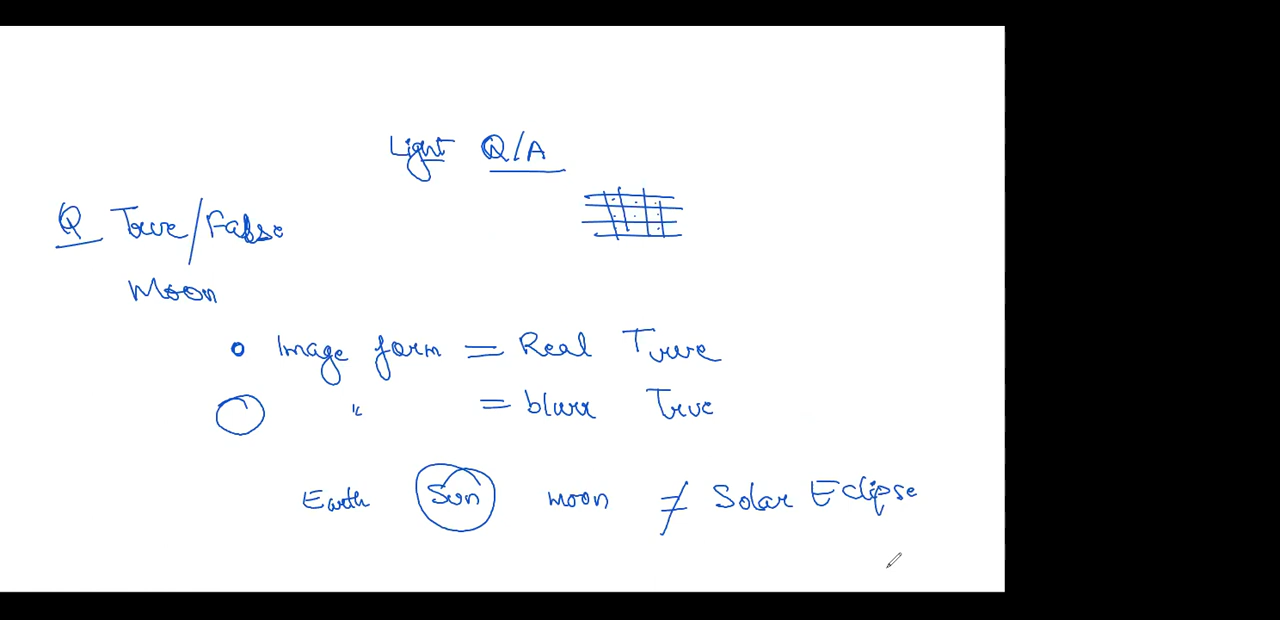 Light Q/A
Q True/False
Moon
Image form = Real True
" = blurr True
Earth Sun moon ≠ Solar Eclipse